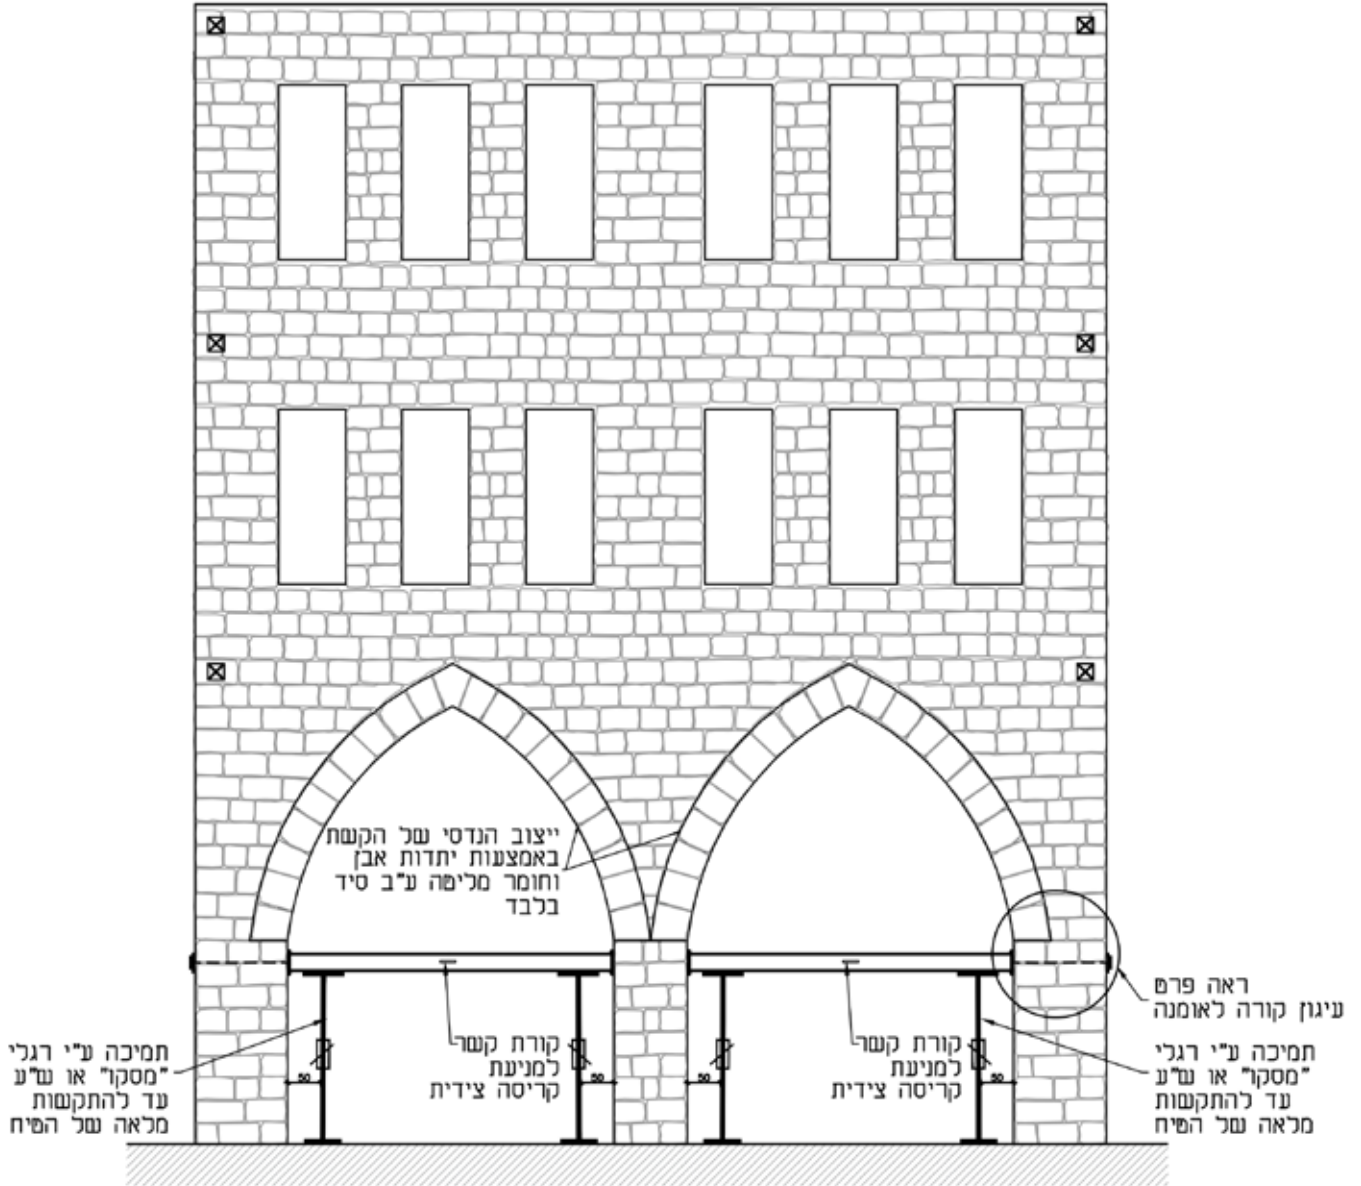 ייצוב הנדסי של הקשת
באמצעות יתדות אבן
וחומר מליטה ע"ב סיד
בלבד
ראה פרט
עיגון קורה לאומנה
תמיכה ע"י רגלי
"מסקו" או ש"ע
עד להתקשות
מלאה של הטיח
קורת קשר
למניעת
קריסה צידית
קורת קשר
למניעת
קריסה צידית
תמיכה ע"י רגלי
"מסקו" או ש"ע
עד להתקשות
מלאה של הטיח
50
50
50
50